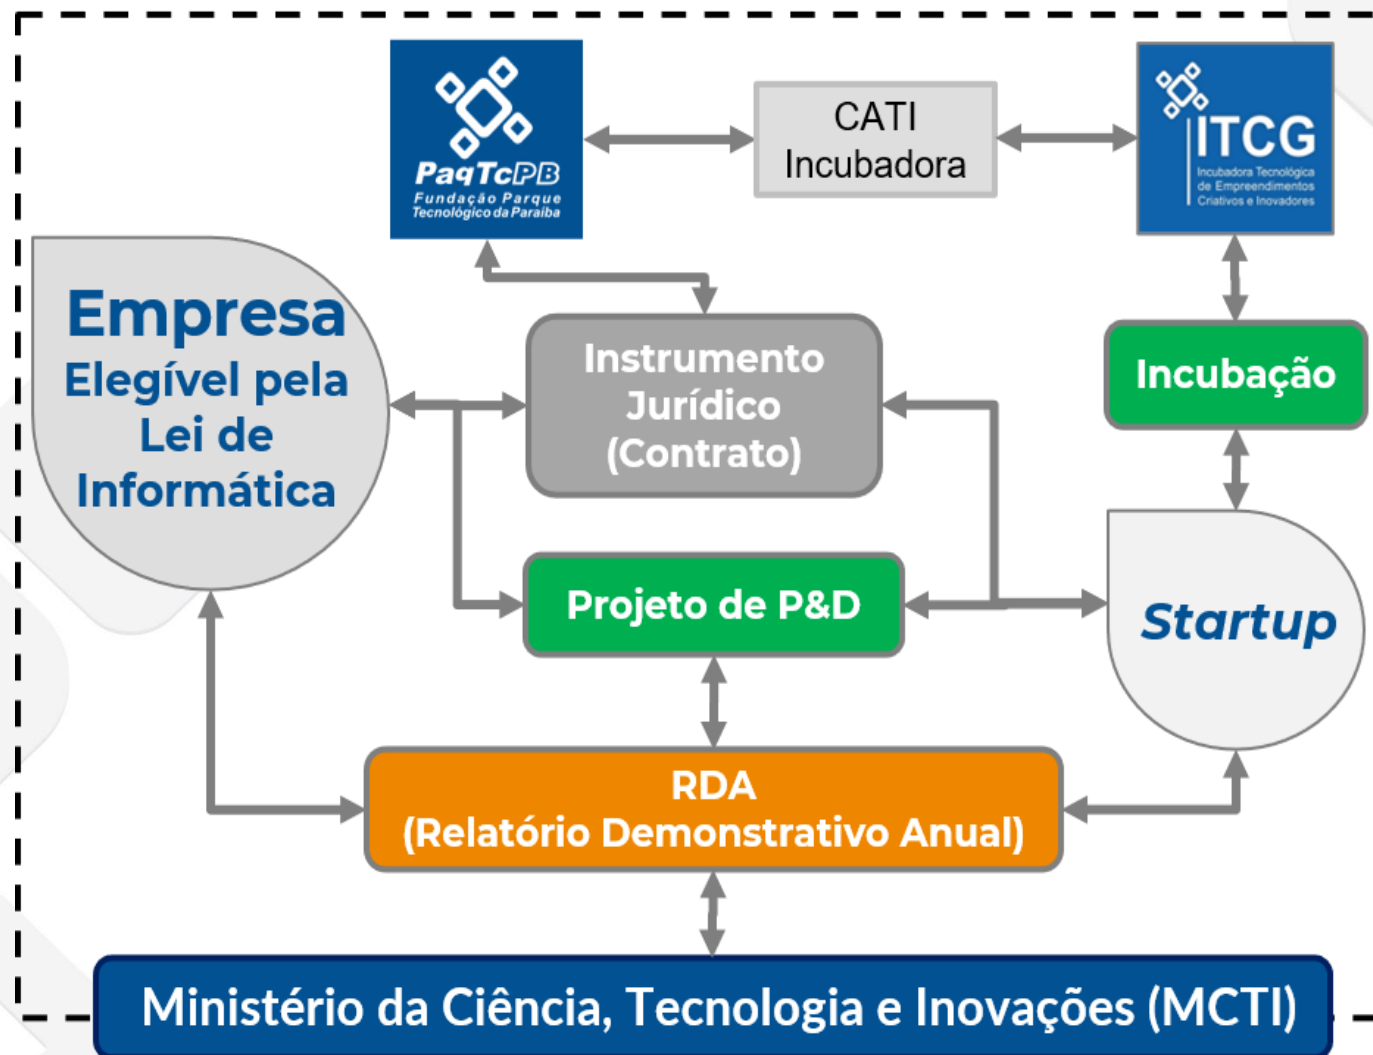 PaqTcPB
Fundação Parque
Tecnológico da Paraíba
CATI
Incubadora
ITCG
Incubadora Tecnológica
de Empreendimentos
Criativos e Inovadores
Empresa
Elegível pela
Lei de
Informática
Instrumento
Jurídico
(Contrato)
Incubação
Projeto de P&D
Startup
RDA
(Relatório Demonstrativo Anual)
Ministério da Ciência, Tecnologia e Inovações (MCTI)